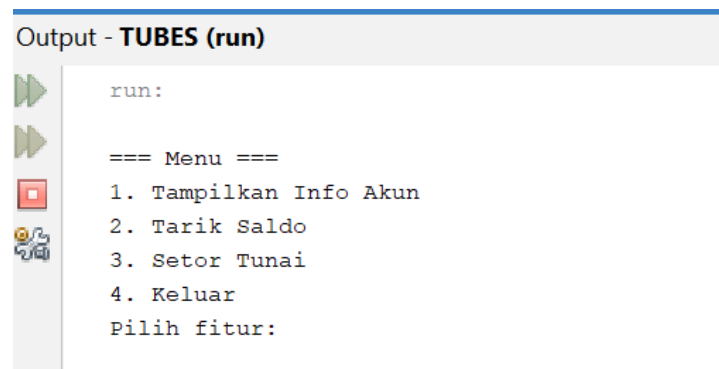 Output - TUBES (run)
run:
=== Menu ===
1. Tampilkan Info Akun
2. Tarik Saldo
3. Setor Tunai
4. Keluar
Pilih fitur: